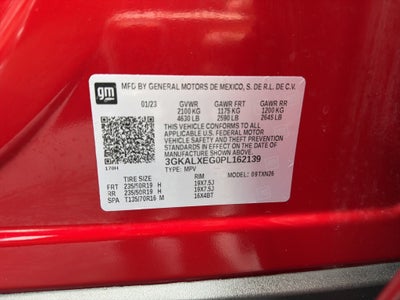 gm
MFD BY GENERAL MOTORS DE MEXICO, S. DE R.L. DE C.V.
01/23 GVWR GAWR FRT GAWR RR
2100 KG 1175 KG 1200 KG
4630 LB 2590 LB 2645 LB
THIS VEHICLE CONFORMS TO ALL
APPLICABLE U.S. FEDERAL MOTOR
VEHICLE SAFETY AND THEFT
PREVENTION STANDARDS IN EFFECT
ON THE DATE OF MANUFACTURE
SHOWN ABOVE.
3GKALXEG0PL162139
TYPE: MPV MODEL: 09TXN26
TIRE SIZE RIM
FRT 235/50R19 H 19X7.5J
RR 235/50R19 H 19X7.5J
SPA T135/70R16 M 16X4BT